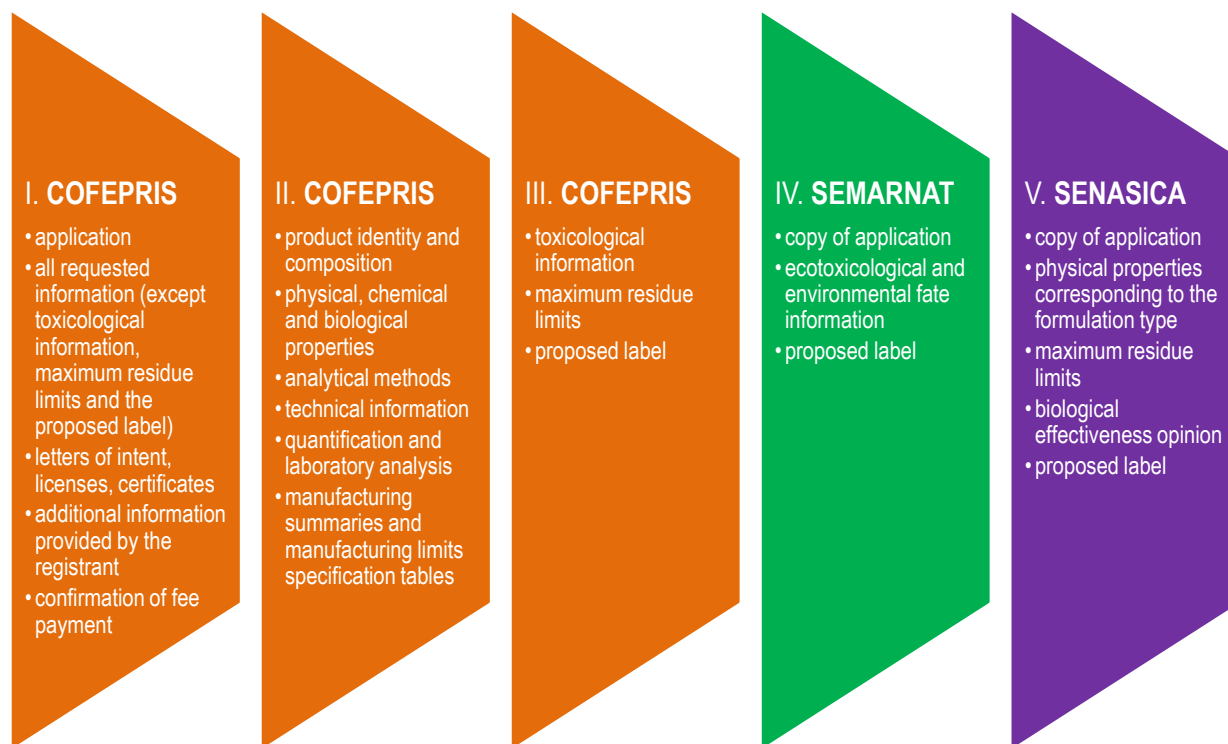 I. COFEPRIS
• application
• all requested
information (except
toxicological
information,
maximum residue
limits and the
proposed label)
• letters of intent,
licenses, certificates
• additional information
provided by the
registrant
• confirmation of fee
payment
II. COFEPRIS
• product identity and
composition
• physical, chemical
and biological
properties
• analytical methods
• technical information
• quantification and
laboratory analysis
• manufacturing
summaries and
manufacturing limits
specification tables
III. COFEPRIS
• toxicological
information
• maximum residue
limits
• proposed label
IV. SEMARNAT
• copy of application
• ecotoxicological and
environmental fate
information
• proposed label
V. SENASICA
• copy of application
• physical properties
corresponding to the
formulation type
• maximum residue
limits
• biological
effectiveness opinion
• proposed label